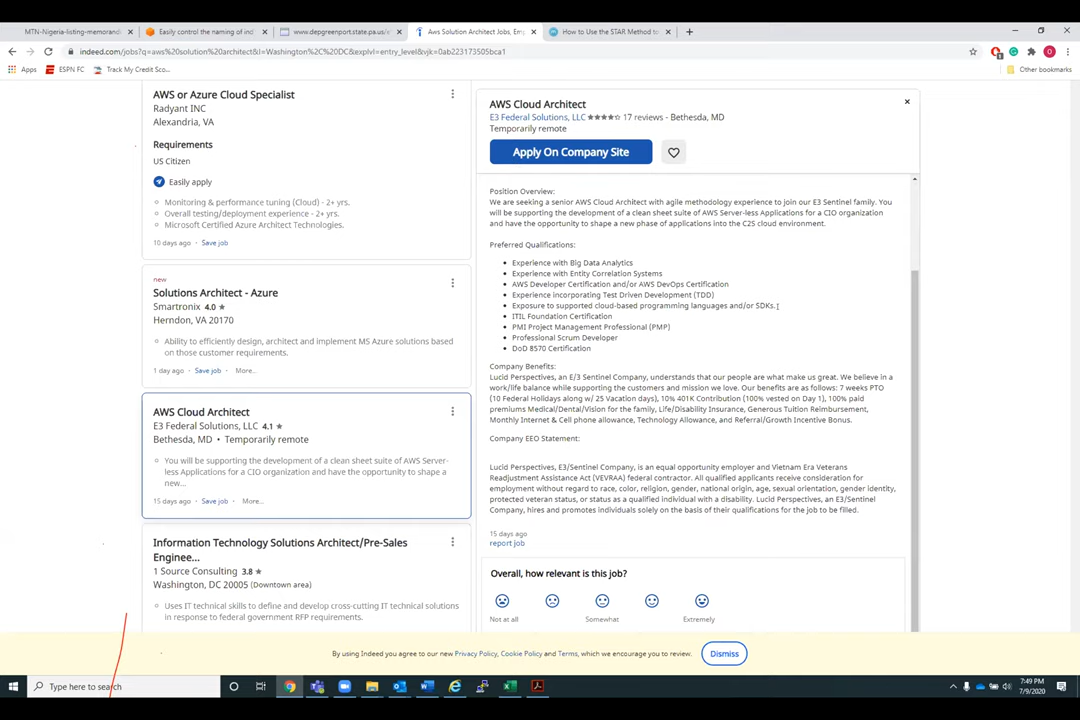 MTN-Nigeria-listing-memorand
Easily control the naming of ind
www.depgreenport.state.pa.us/e
Aws Solution Architect Jobs, Emp
How to Use the STAR Method to
indeed.com/jobs?q=aws%20solution%20architect&l=Washington%2C%20DC&explvl=entry_level&vjk=0ab223173505bca1
Apps
ESPN FC
Track My Credit Sco...
Other bookmarks
AWS or Azure Cloud Specialist
Radyant INC
Alexandria, VA
Requirements
US Citizen
Easily apply
Monitoring & performance tuning (Cloud) - 2+ yrs.
Overall testing/deployment experience - 2+ yrs.
Microsoft Certified Azure Architect Technologies.
10 days ago · Save job
new
Solutions Architect - Azure
Smartronix 4.0 ★
Herndon, VA 20170
Ability to efficiently design, architect and implement MS Azure solutions based
on those customer requirements.
1 day ago · Save job · More...
AWS Cloud Architect
E3 Federal Solutions, LLC 4.1 ★
Bethesda, MD • Temporarily remote
You will be supporting the development of a clean sheet suite of AWS Server-
less Applications for a CIO organization and have the opportunity to shape a
new...
15 days ago · Save job · More...
Information Technology Solutions Architect/Pre-Sales
Enginee...
1 Source Consulting 3.8 ★
Washington, DC 20005 (Downtown area)
Uses IT technical skills to define and develop cross-cutting IT technical solutions
in response to federal government RFP requirements.
AWS Cloud Architect
E3 Federal Solutions, LLC 17 reviews - Bethesda, MD
Temporarily remote
Apply On Company Site
Position Overview:
We are seeking a senior AWS Cloud Architect with agile methodology experience to join our E3 Sentinel family. You
will be supporting the development of a clean sheet suite of AWS Server-less Applications for a CIO organization
and have the opportunity to shape a new phase of applications into the C2S cloud environment.
Preferred Qualifications:
Experience with Big Data Analytics
Experience with Entity Correlation Systems
AWS Developer Certification and/or AWS DevOps Certification
Experience incorporating Test Driven Development (TDD)
Exposure to supported cloud-based programming languages and/or SDKs.
ITIL Foundation Certification
PMI Project Management Professional (PMP)
Professional Scrum Developer
DoD 8570 Certification
Company Benefits:
Lucid Perspectives, an E/3 Sentinel Company, understands that our people are what make us great. We believe in a
work/life balance while supporting the customers and mission we love. Our benefits are as follows: 7 weeks PTO
(10 Federal Holidays along w/ 25 Vacation days), 10% 401K Contribution (100% vested on Day 1), 100% paid
premiums Medical/Dental/Vision for the family, Life/Disability Insurance, Generous Tuition Reimbursement,
Monthly Internet & Cell phone allowance, Technology Allowance, and Referral/Growth Incentive Bonus.
Company EEO Statement:
Lucid Perspectives, E3/Sentinel Company, is an equal opportunity employer and Vietnam Era Veterans
Readjustment Assistance Act (VEVRAA) federal contractor. All qualified applicants receive consideration for
employment without regard to race, color, religion, gender, national origin, age, sexual orientation, gender identity,
protected veteran status, or status as a qualified individual with a disability. Lucid Perspectives, an E3/Sentinel
Company, hires and promotes individuals solely on the basis of their qualifications for the job to be filled.
15 days ago
report job
Overall, how relevant is this job?
Not at all
Somewhat
Extremely
By using Indeed you agree to our new Privacy Policy, Cookie Policy and Terms, which we encourage you to review.
Dismiss
Type here to search
7:49 PM
7/9/2020